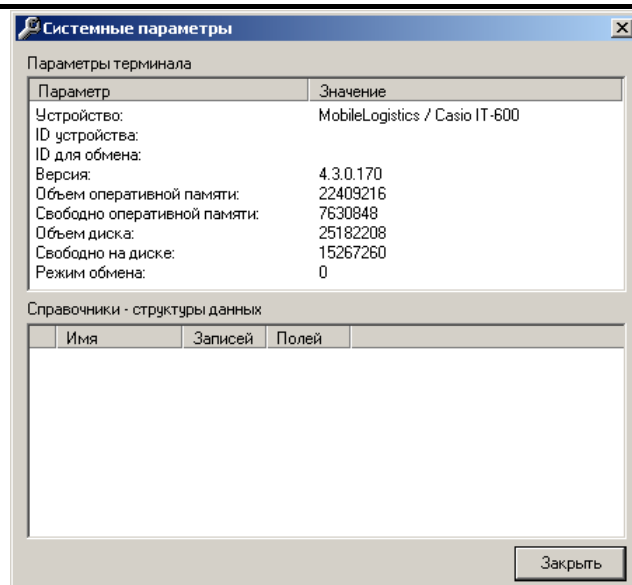 Системные параметры
Параметры терминала
Параметр Значение
Устройство: MobileLogistics / Casio IT-600
ID устройства:
ID для обмена:
Версия: 4.3.0.170
Объем оперативной памяти: 22409216
Свободно оперативной памяти: 7630848
Объем диска: 25182208
Свободно на диске: 15267260
Режим обмена: 0
Справочники - структуры данных
Имя Записей Полей
Закрыть